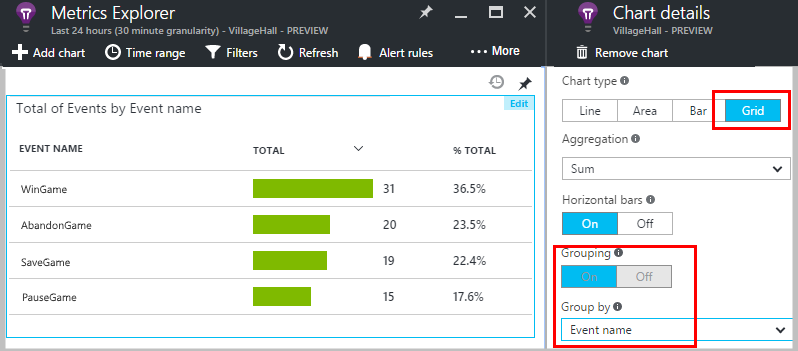 Metrics Explorer
Last 24 hours (30 minute granularity) - VillageHall - PREVIEW
Add chart Time range Filters Refresh Alert rules ... More
Total of Events by Event name Edit
EVENT NAME TOTAL % TOTAL
WinGame 31 36.5%
AbandonGame 20 23.5%
SaveGame 19 22.4%
PauseGame 15 17.6%
Chart details
VillageHall - PREVIEW
Remove chart
Chart type
Line Area Bar Grid
Aggregation
Sum
Horizontal bars
On Off
Grouping
On Off
Group by
Event name